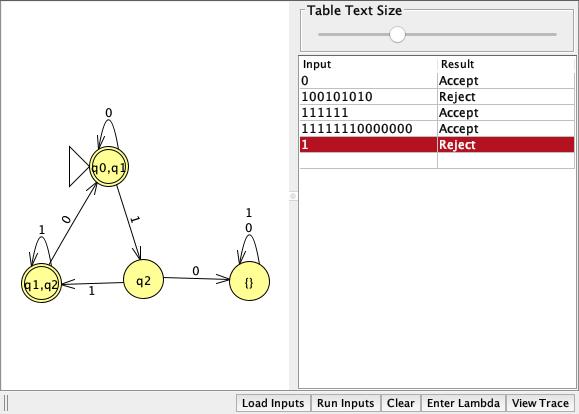 Table Text Size
Input Result
0 Accept
100101010 Reject
111111 Accept
11111110000000 Accept
1 Reject
0
q0,q1
0
1
1
1
0
q1,q2
1
q2
0
{}
Load Inputs Run Inputs Clear Enter Lambda View Trace